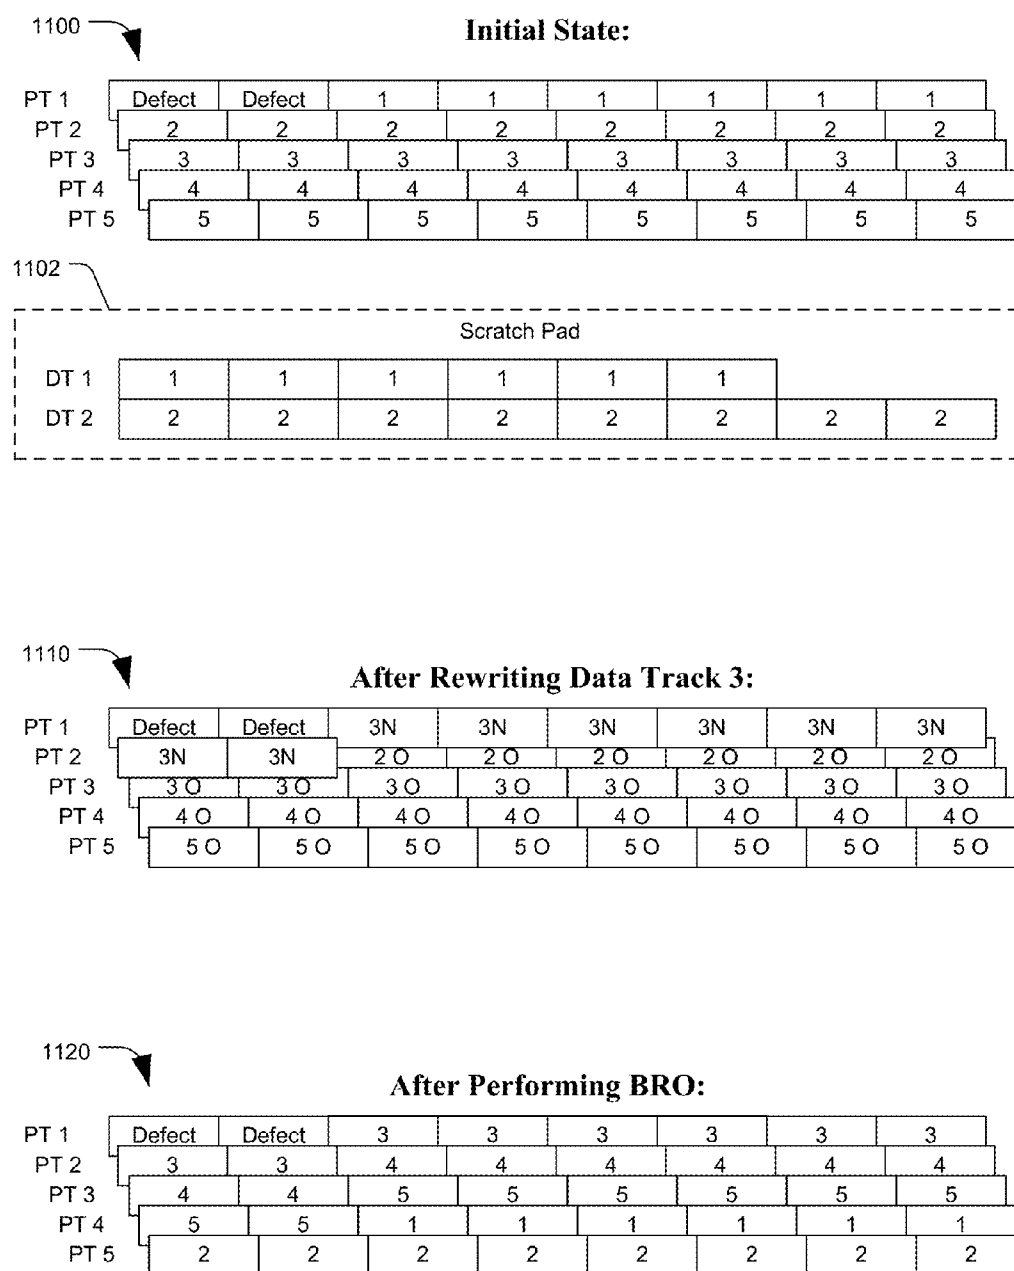 1100
Initial State:
PT 1 Defect Defect 1 1 1 1 1 1
PT 2 2 2 2 2 2 2 2 2
PT 3 3 3 3 3 3 3 3 3
PT 4 4 4 4 4 4 4 4 4
PT 5 5 5 5 5 5 5 5 5
1102
Scratch Pad
DT 1 1 1 1 1 1 1
DT 2 2 2 2 2 2 2 2 2
1110
After Rewriting Data Track 3:
PT 1 Defect Defect 3N 3N 3N 3N 3N 3N
PT 2 3N 3N 2 O 2 O 2 O 2 O 2 O 2 O
PT 3 3 O 3 O 3 O 3 O 3 O 3 O 3 O 3 O
PT 4 4 O 4 O 4 O 4 O 4 O 4 O 4 O 4 O
PT 5 5 O 5 O 5 O 5 O 5 O 5 O 5 O 5 O
1120
After Performing BRO:
PT 1 Defect Defect 3 3 3 3 3 3
PT 2 3 3 4 4 4 4 4 4
PT 3 4 4 5 5 5 5 5 5
PT 4 5 5 1 1 1 1 1 1
PT 5 2 2 2 2 2 2 2 2